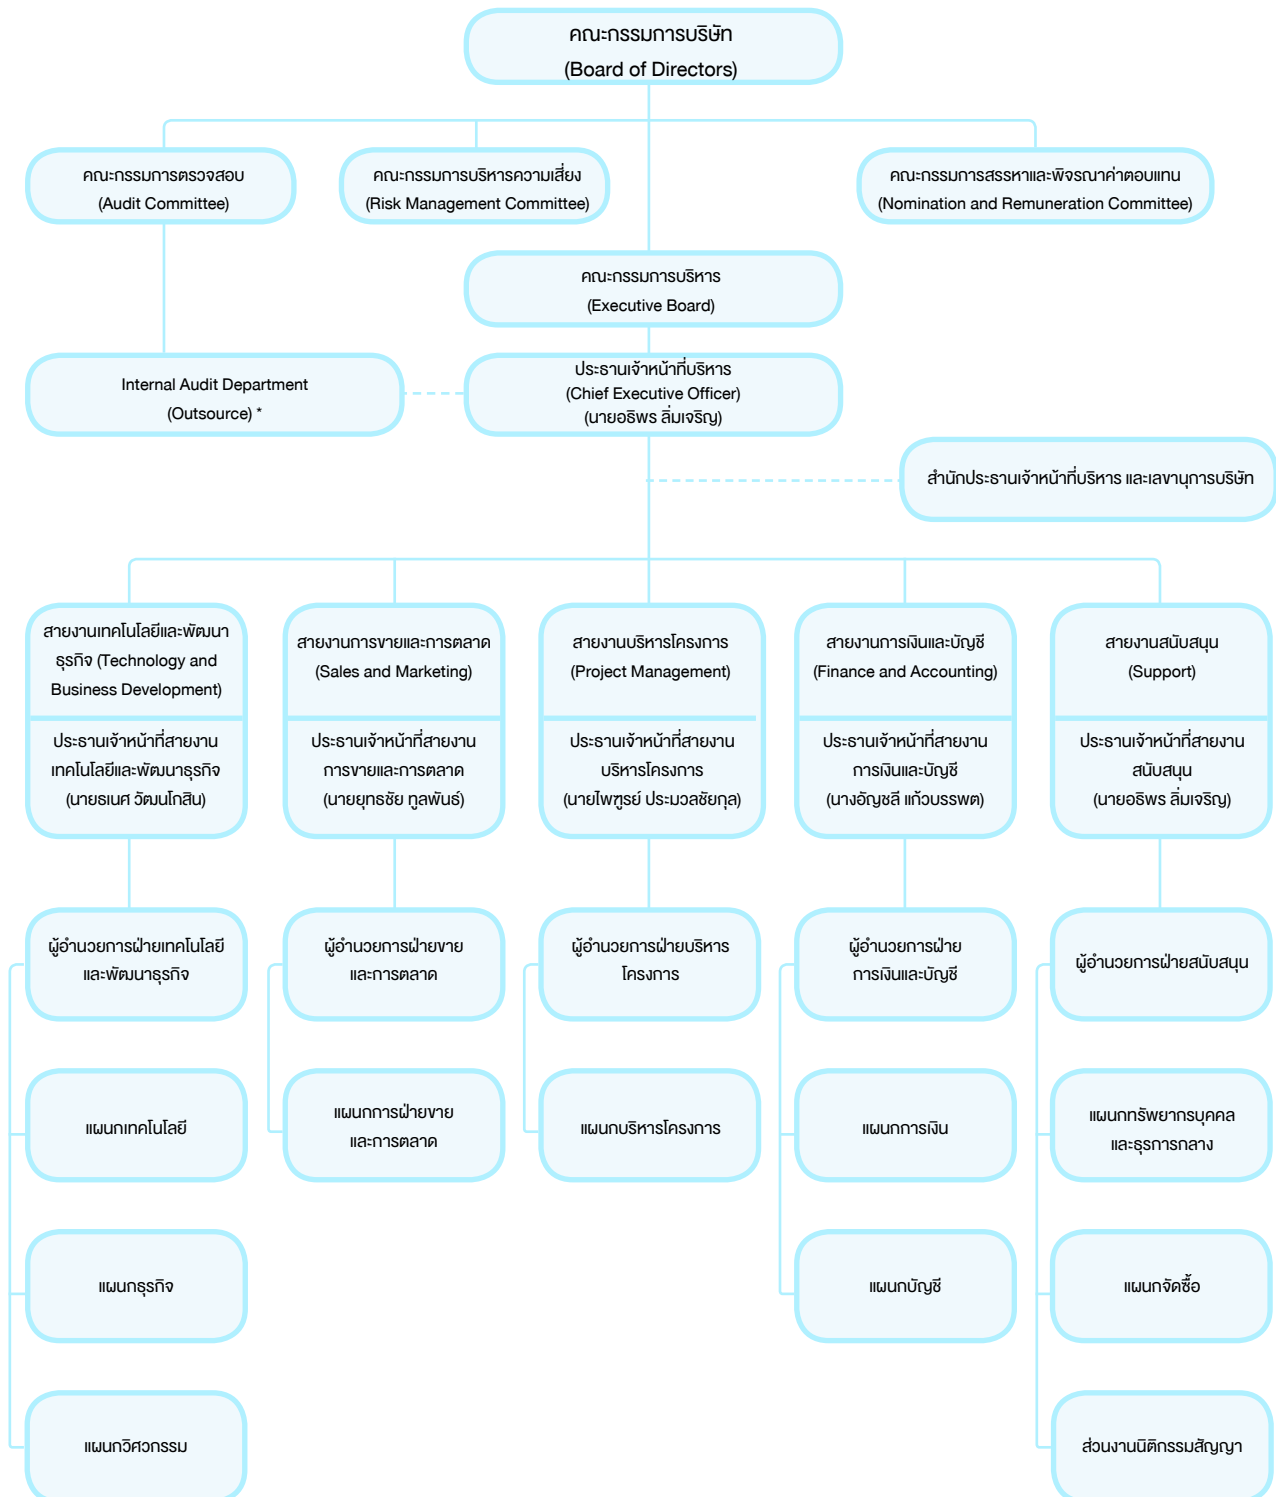 คณะกรรมการบริษัท
(Board of Directors)
คณะกรรมการตรวจสอบ
(Audit Committee)
คณะกรรมการบริหารความเสี่ยง
(Risk Management Committee)
คณะกรรมการสรรหาและพิจรณาค่าตอบแทน
(Nomination and Remuneration Committee)
คณะกรรมการบริหาร
(Executive Board)
Internal Audit Department
(Outsource) *
ประธานเจ้าหน้าที่บริหาร
(Chief Executive Officer)
(นายอธิพร ลิ่มเจริญ)
สำนักประธานเจ้าหน้าที่บริหาร และเลขานุการบริษัท
สายงานเทคโนโลยีและพัฒนา
ธุรกิจ (Technology and
Business Development)
ประธานเจ้าหน้าที่สายงาน
เทคโนโลยีและพัฒนาธุรกิจ
(นายธเนศ วัฒนโกสิน)
สายงานการขายและการตลาด
(Sales and Marketing)
ประธานเจ้าหน้าที่สายงาน
การขายและการตลาด
(นายยุทธชัย ทูลพันธ์)
สายงานบริหารโครงการ
(Project Management)
ประธานเจ้าหน้าที่สายงาน
บริหารโครงการ
(นายไพฑูรย์ ประมวลชัยกุล)
สายงานการเงินและบัญชี
(Finance and Accounting)
ประธานเจ้าหน้าที่สายงาน
การเงินและบัญชี
(นางอัญชลี แก้วบรรพต)
สายงานสนับสนุน
(Support)
ประธานเจ้าหน้าที่สายงาน
สนับสนุน
(นายอธิพร ลิ่มเจริญ)
ผู้อำนวยการฝ่ายเทคโนโลยี
และพัฒนาธุรกิจ
ผู้อำนวยการฝ่ายขาย
และการตลาด
ผู้อำนวยการฝ่ายบริหาร
โครงการ
ผู้อำนวยการฝ่าย
การเงินและบัญชี
ผู้อำนวยการฝ่ายสนับสนุน
แผนกเทคโนโลยี
แผนกการฝ่ายขาย
และการตลาด
แผนกบริหารโครงการ
แผนกการเงิน
แผนกทรัพยากรบุคคล
และธุรการกลาง
แผนกธุรกิจ
แผนกบัญชี
แผนกจัดซื้อ
แผนกวิศวกรรม
ส่วนงานนิติกรรมสัญญา